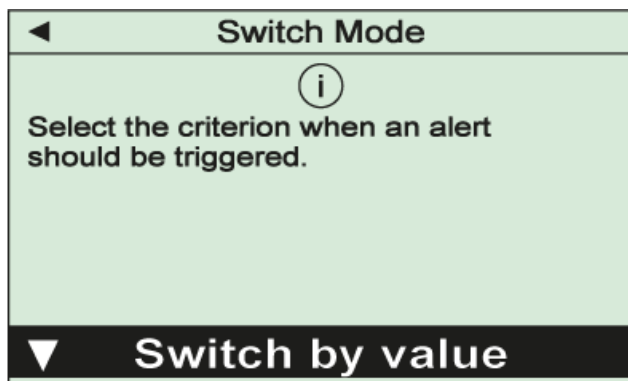 Switch Mode
i
Select the criterion when an alert
should be triggered.
Switch by value